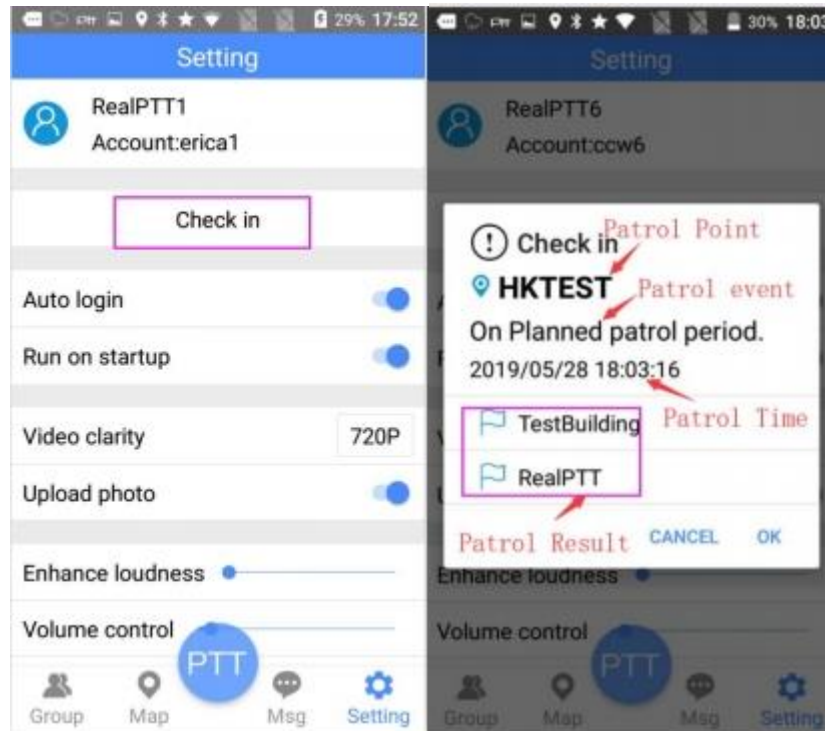 29% 17:52
Setting
RealPTT1
Account:erica1
Check in
Auto login
Run on startup
Video clarity 720P
Upload photo
Enhance loudness
Volume control
PTT
Group Map Msg Setting
PTT 30% 18:03
Setting
RealPTT6
Account:ccw6
Check in
Patrol Point
HKTEST
Patrol event
On Planned patrol period.
2019/05/28 18:03:16
TestBuilding
Patrol Time
RealPTT
Patrol Result
CANCEL OK
Enhance loudness
Volume control
PTT
Group Map Msg Setting